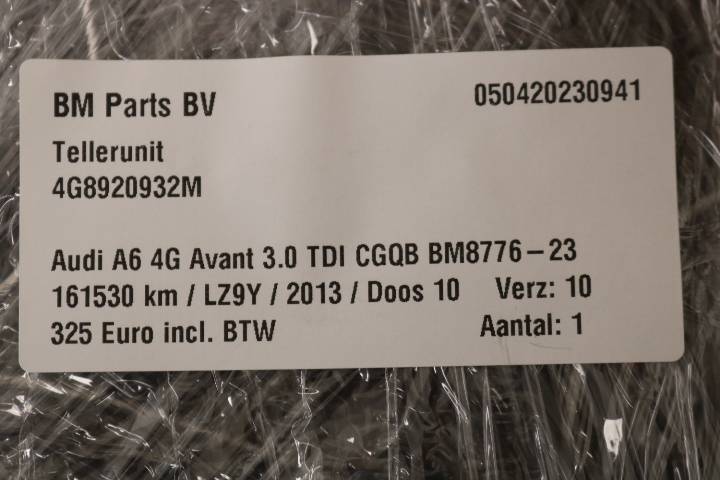 BM Parts BV 050420230941
Tellerunit
4G8920932M
Audi A6 4G Avant 3.0 TDI CGQB BM8776-23
161530 km / LZ9Y / 2013 / Doos 10 Verz: 10
325 Euro incl. BTW Aantal: 1